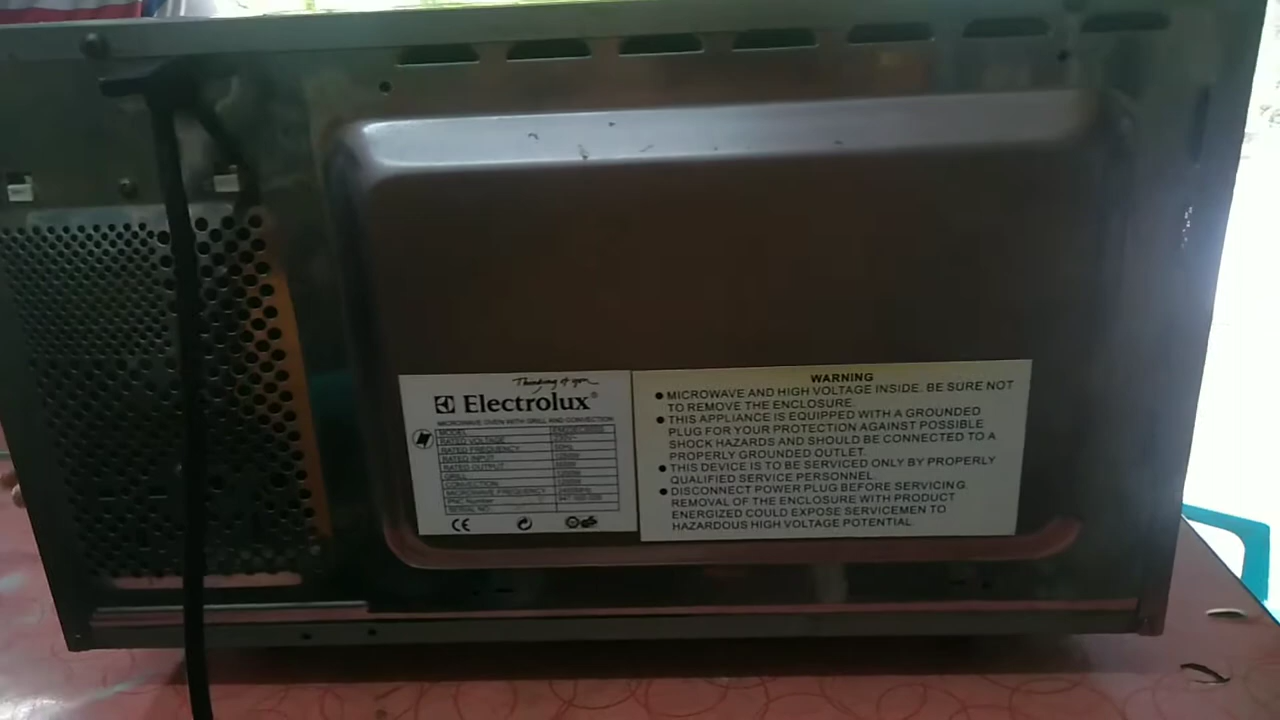 Thinking of you
Electrolux
MICROWAVE OVEN WITH GRILL AND CONVECTION
MODEL
RATED VOLTAGE 230V~
RATED FREQUENCY 50Hz
RATED INPUT
RATED OUTPUT
GRILL
CONVECTION
MICROWAVE FREQUENCY
SERIAL NO.
CE
WARNING
● MICROWAVE AND HIGH VOLTAGE INSIDE. BE SURE NOT
TO REMOVE THE ENCLOSURE.
● THIS APPLIANCE IS EQUIPPED WITH A GROUNDED
PLUG FOR YOUR PROTECTION AGAINST POSSIBLE
SHOCK HAZARDS AND SHOULD BE CONNECTED TO A
PROPERLY GROUNDED OUTLET.
● THIS DEVICE IS TO BE SERVICED ONLY BY PROPERLY
QUALIFIED SERVICE PERSONNEL.
● DISCONNECT POWER PLUG BEFORE SERVICING.
REMOVAL OF THE ENCLOSURE WITH PRODUCT
ENERGIZED COULD EXPOSE SERVICEMEN TO
HAZARDOUS HIGH VOLTAGE POTENTIAL.